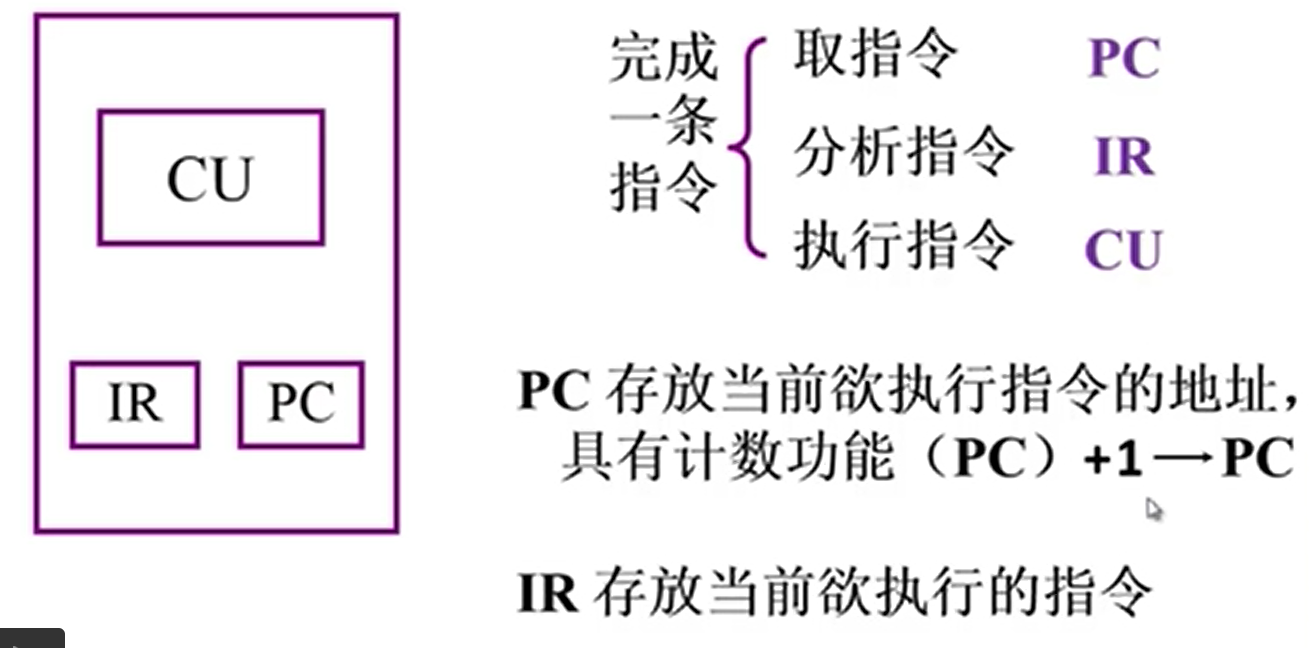 CU
IR
PC
完成
一条
指令
取指令 PC
分析指令 IR
执行指令 CU
PC 存放当前欲执行指令的地址，
具有计数功能（PC）+1→PC
IR 存放当前欲执行的指令